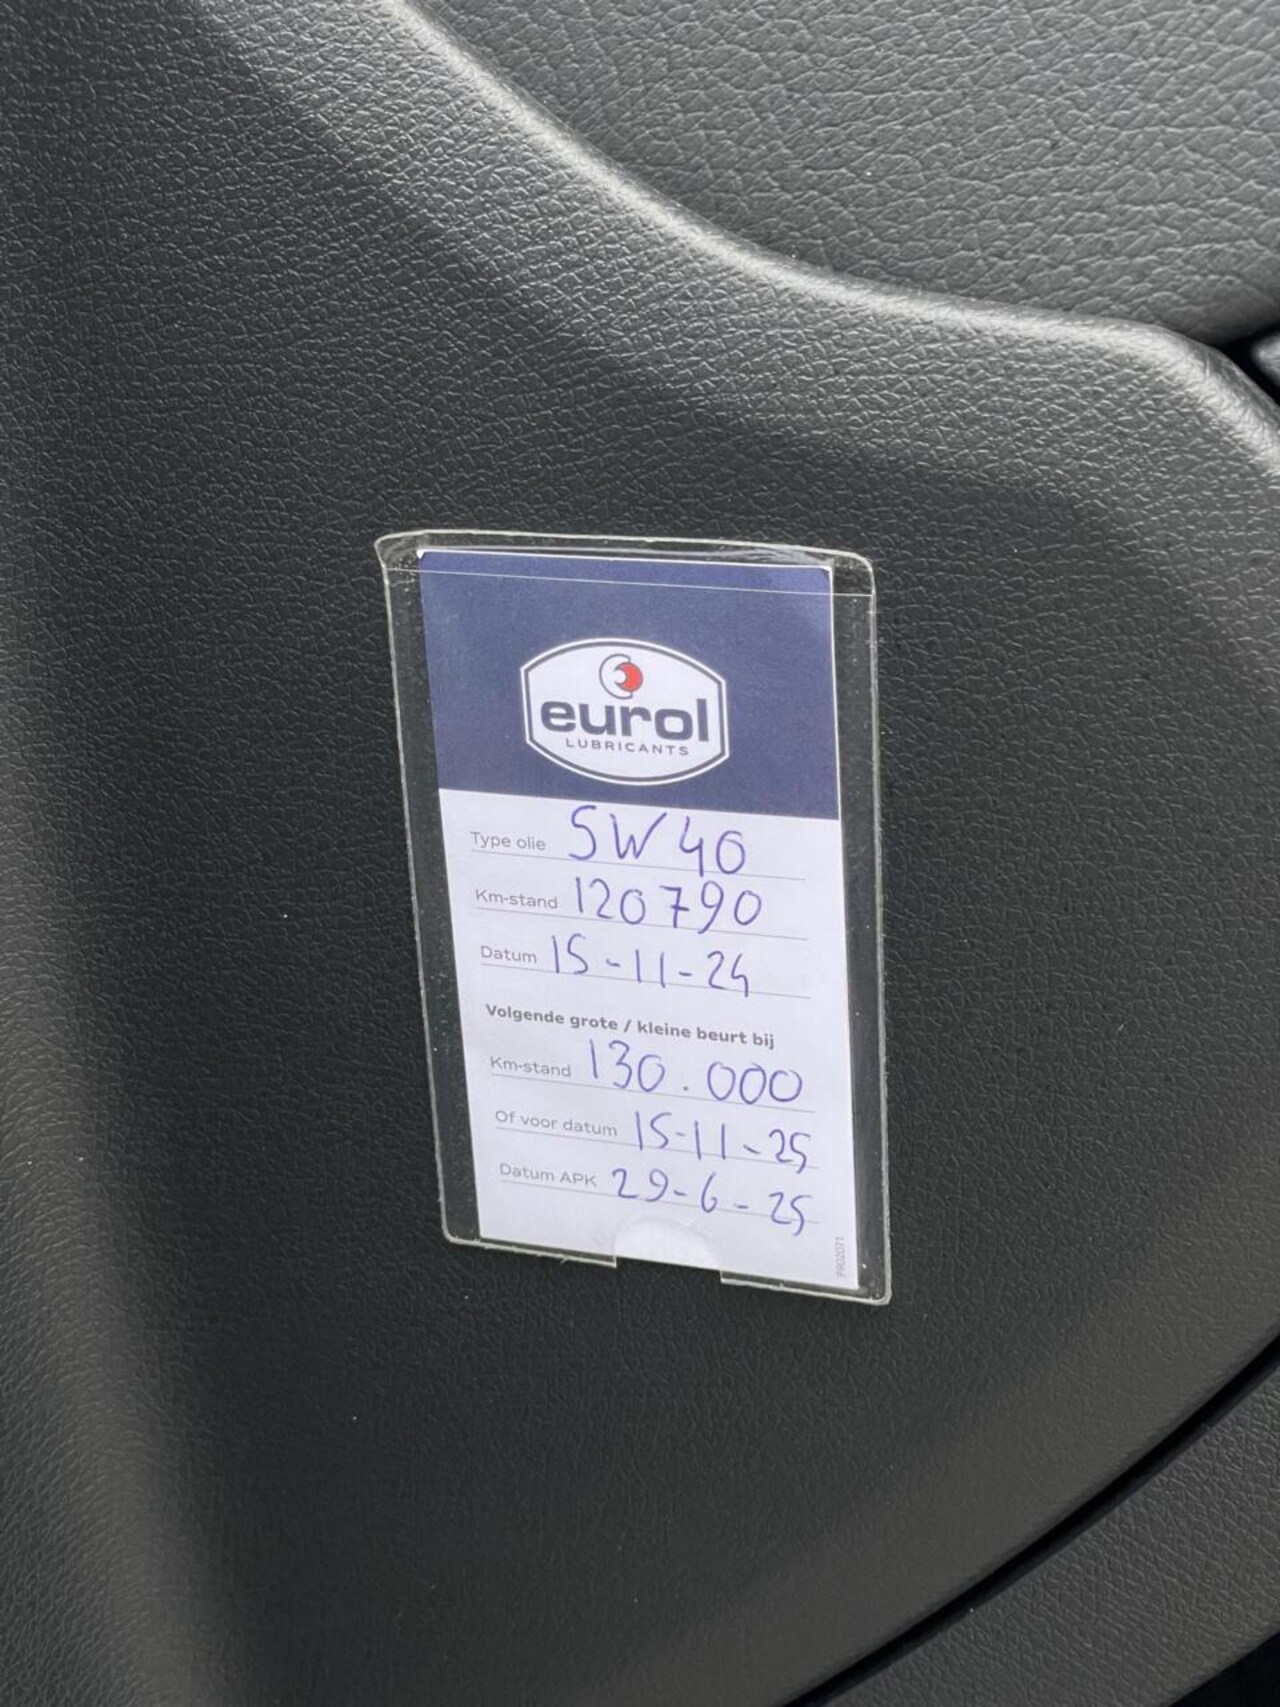 eurol
LUBRICANTS
Type olie 5W40
Km-stand 120790
Datum 15-11-24
Volgende grote / kleine beurt bij
Km-stand 130.000
Of voor datum 15-11-25
Datum APK 29-6-25
PR02071